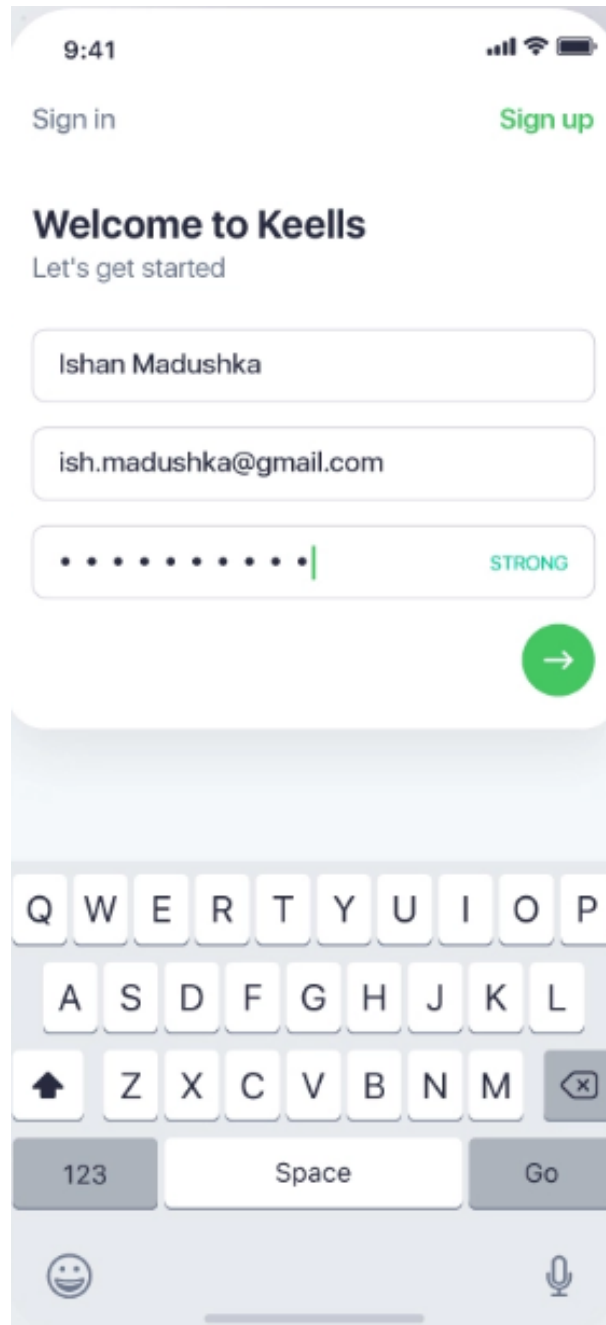 9:41
Sign in Sign up
Welcome to Keells
Let's get started
Ishan Madushka
ish.madushka@gmail.com
•••••••••• STRONG
Q W E R T Y U I O P
A S D F G H J K L
Z X C V B N M
123 Space Go